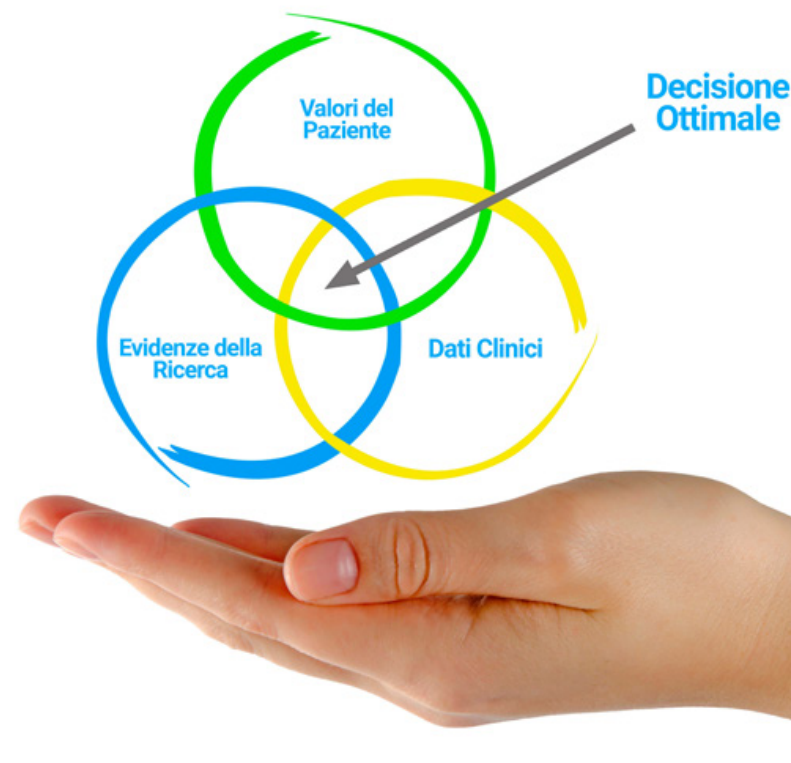 Decisione
Ottimale
Valori del
Paziente
Evidenze della
Ricerca
Dati Clinici